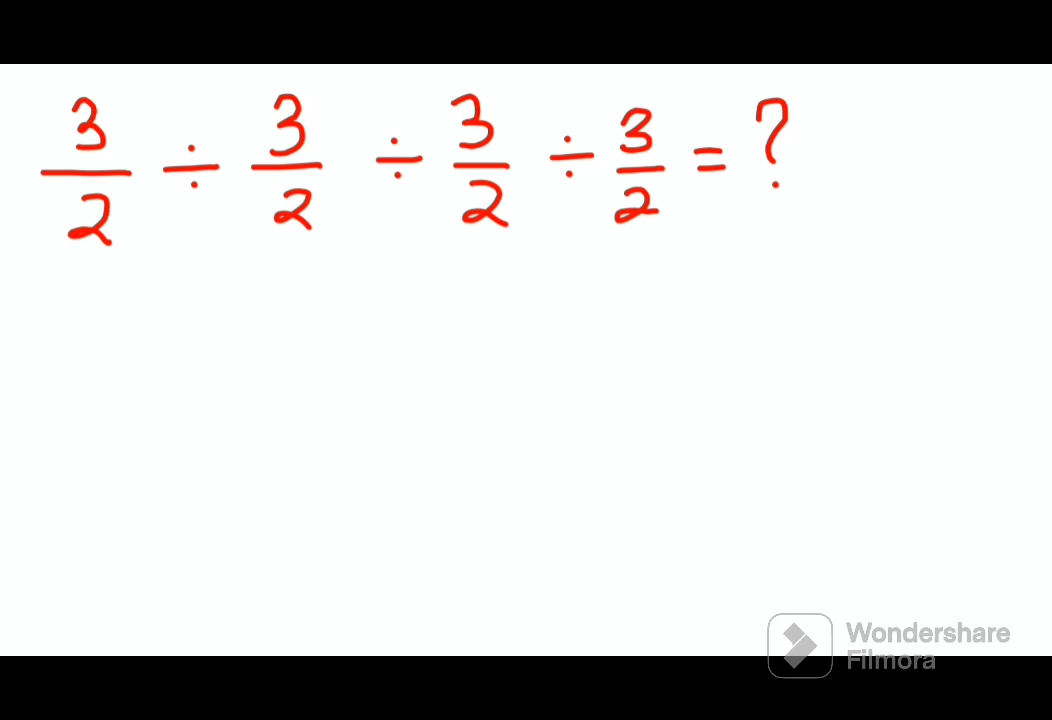 3/2 ÷ 3/2 ÷ 3/2 ÷ 3/2 = ?
Wondershare
Filmora